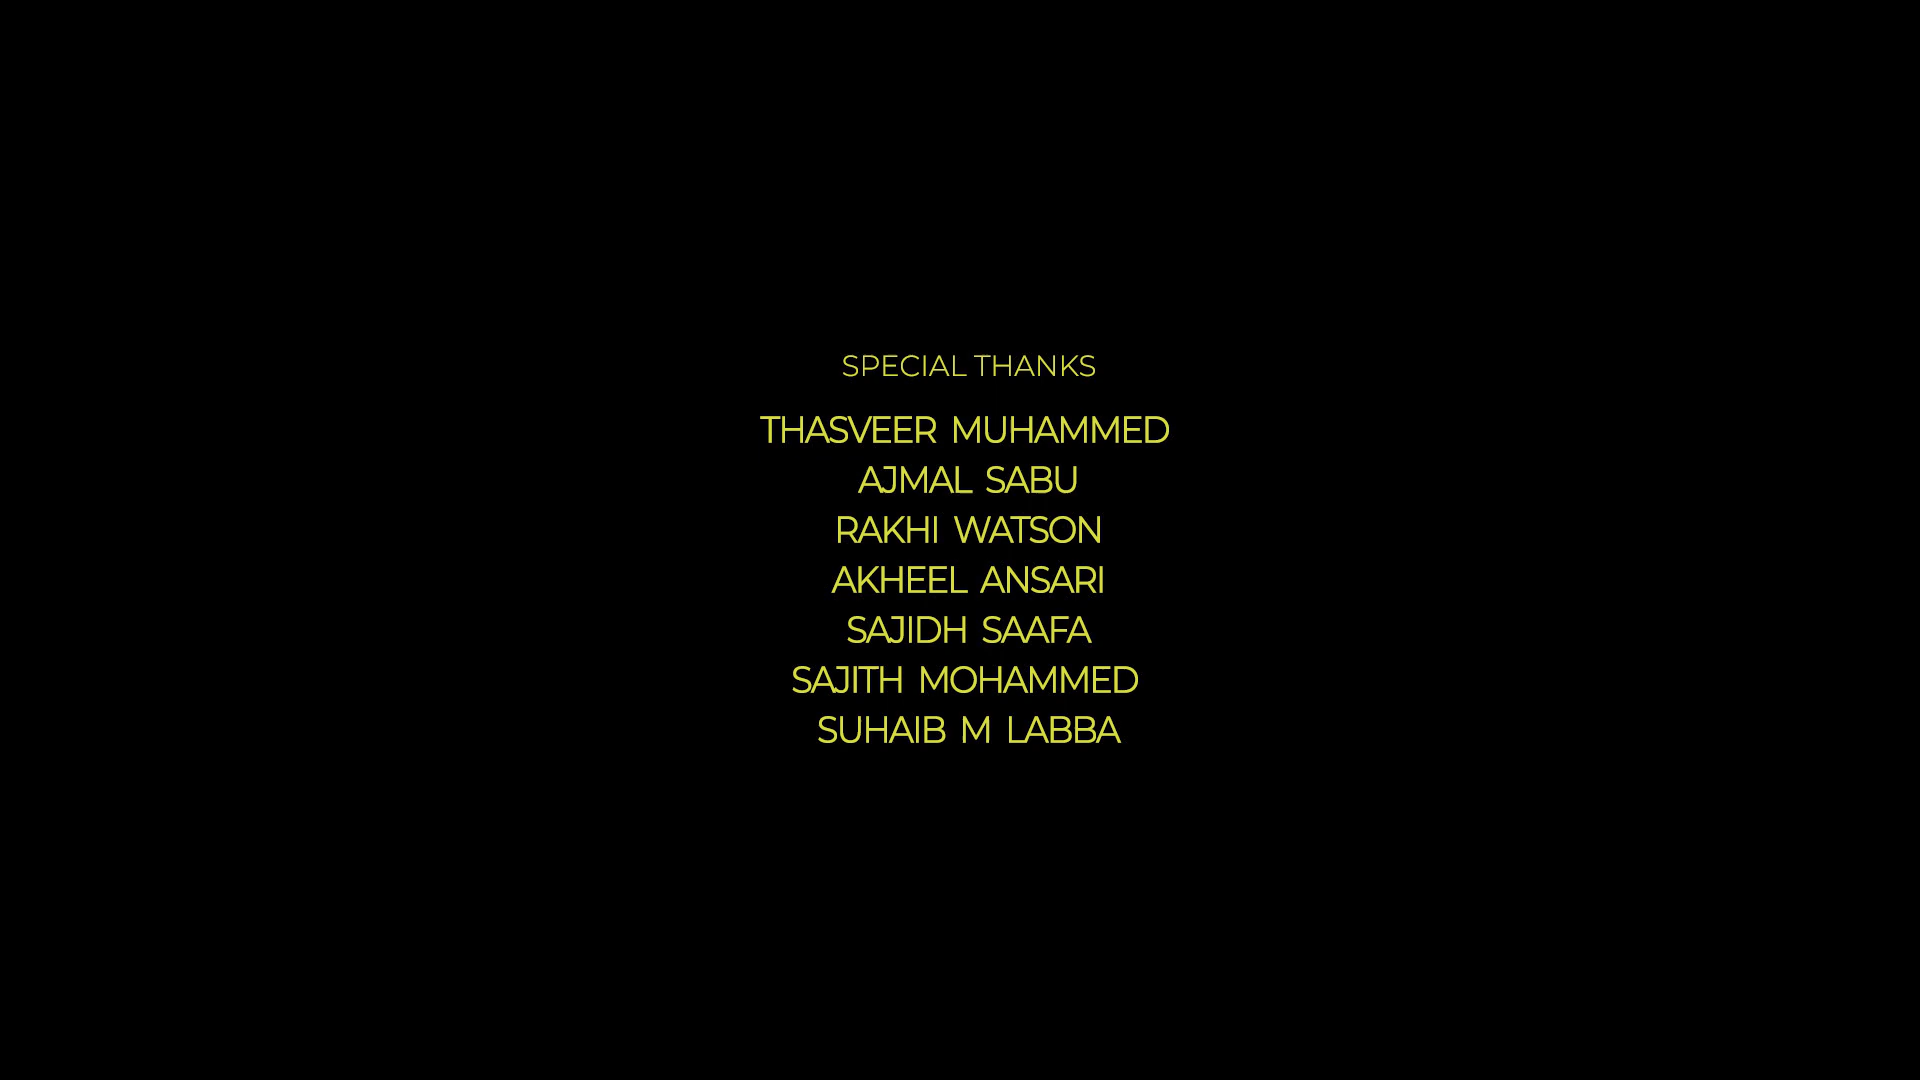 SPECIAL THANKS
THASVEER MUHAMMED
AJMAL SABU
RAKHI WATSON
AKHEEL ANSARI
SAJIDH SAAFA
SAJITH MOHAMMED
SUHAIB M LABBA